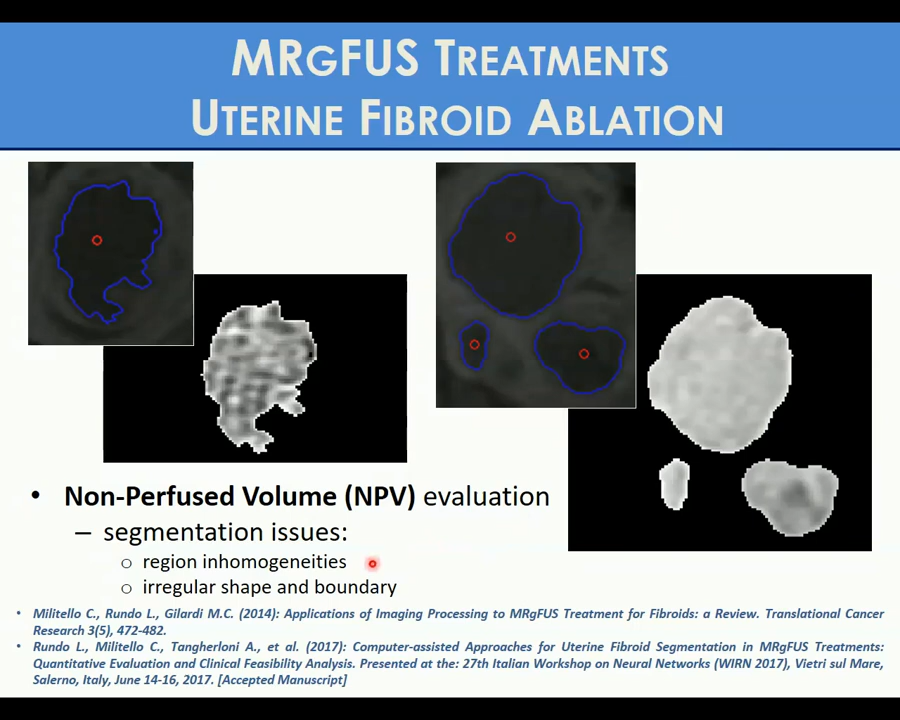 MRGFUS TREATMENTS
UTERINE FIBROID ABLATION
• Non-Perfused Volume (NPV) evaluation
– segmentation issues:
○ region inhomogeneities
○ irregular shape and boundary
• Militello C., Rundo L., Gilardi M.C. (2014): Applications of Imaging Processing to MRgFUS Treatment for Fibroids: a Review. Translational Cancer
Research 3(5), 472-482.
• Rundo L., Militello C., Tangherloni A., et al. (2017): Computer-assisted Approaches for Uterine Fibroid Segmentation in MRgFUS Treatments:
Quantitative Evaluation and Clinical Feasibility Analysis. Presented at the: 27th Italian Workshop on Neural Networks (WIRN 2017), Vietri sul Mare,
Salerno, Italy, June 14-16, 2017. [Accepted Manuscript]